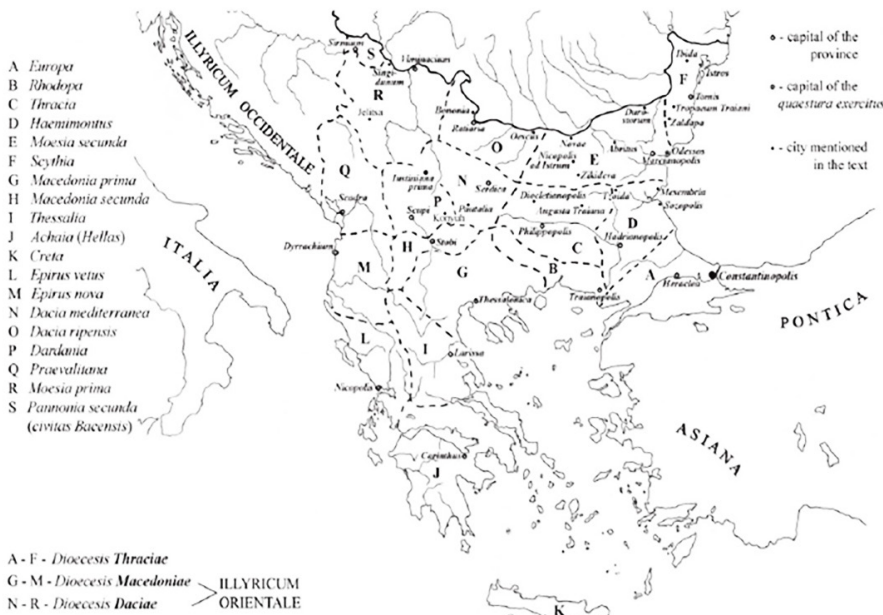 A Europa
B Rhodopa
C Thracia
D Haemimontus
E Moesia secunda
F Scythia
G Macedonia prima
H Macedonia secunda
I Thessalia
J Achaia (Hellas)
K Creta
L Epirus vetus
M Epirus nova
N Dacia mediterranea
O Dacia ripensis
P Dardania
Q Praevalitana
R Moesia prima
S Pannonia secunda
(civitas Bacensis)
A - F - Dioecesis Thraciae
G - M - Dioecesis Macedoniae
N - R - Dioecesis Daciae
ILLYRICUM
ORIENTALE
- capital of the
province
- capital of the
quaestura exercitus
- city mentioned
in the text
ILLYRICUM OCCIDENTALE
ITALIA
PONTICA
ASIANA
Sirmium
S
Viminacium
Singi-
dunum
R
Bononia
Ratiaria
O
Oescus
Novae
Nicopolis
ad Istrum
E
Abritus
Zikideva
Marcianopolis
Odessos
Duro-
storum
Ibida
F
Istros
Tomis
Tropaeum Traiani
Zaldapa
Q
Iustiniana
prima
N
Serdica
P
Pautalia
Scupi
Konjuh
Scodra
Dyrrachium
H
Stobi
M
G
Diocletianopolis
Augusta Traiana
Mesembria
Sozopolis
Philippopolis
D
Hadrianopolis
C
B
A
Heraclea
Constantinopolis
Traianopolis
Thessalonica
L
I
Larissa
Nicopolis
Corinthus
J
K